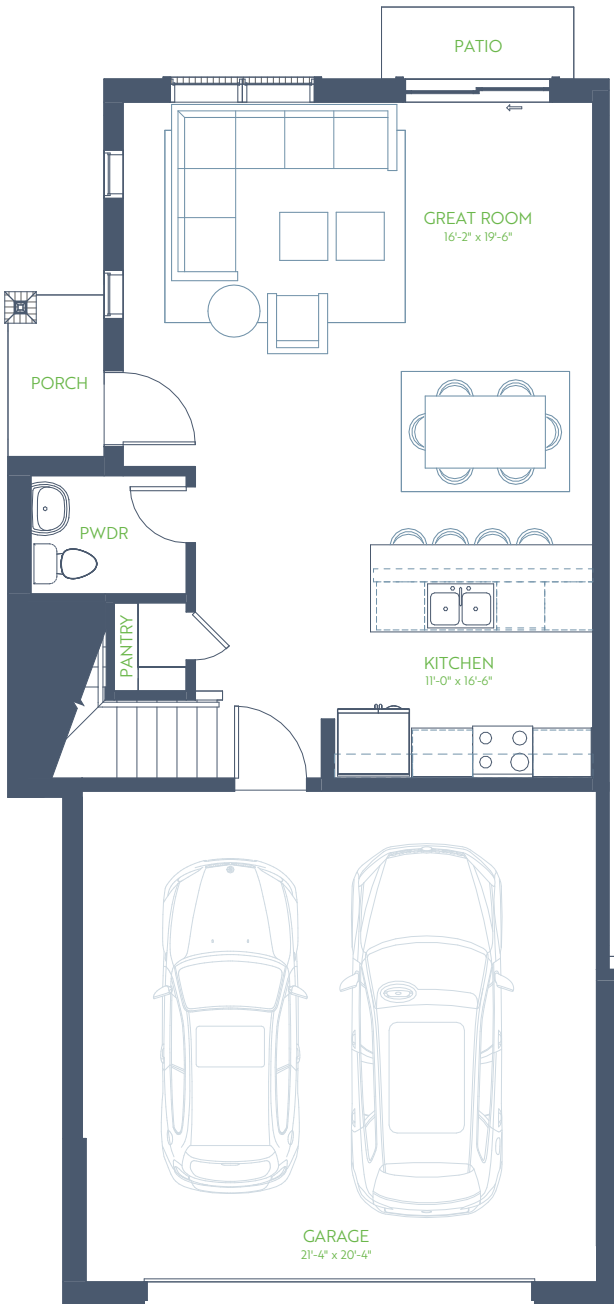 PATIO
GREAT ROOM
16'-2" x 19'-6"
PORCH
PWDR
PANTRY
KITCHEN
11'-0" x 16'-6"
GARAGE
21'-4" x 20'-4"